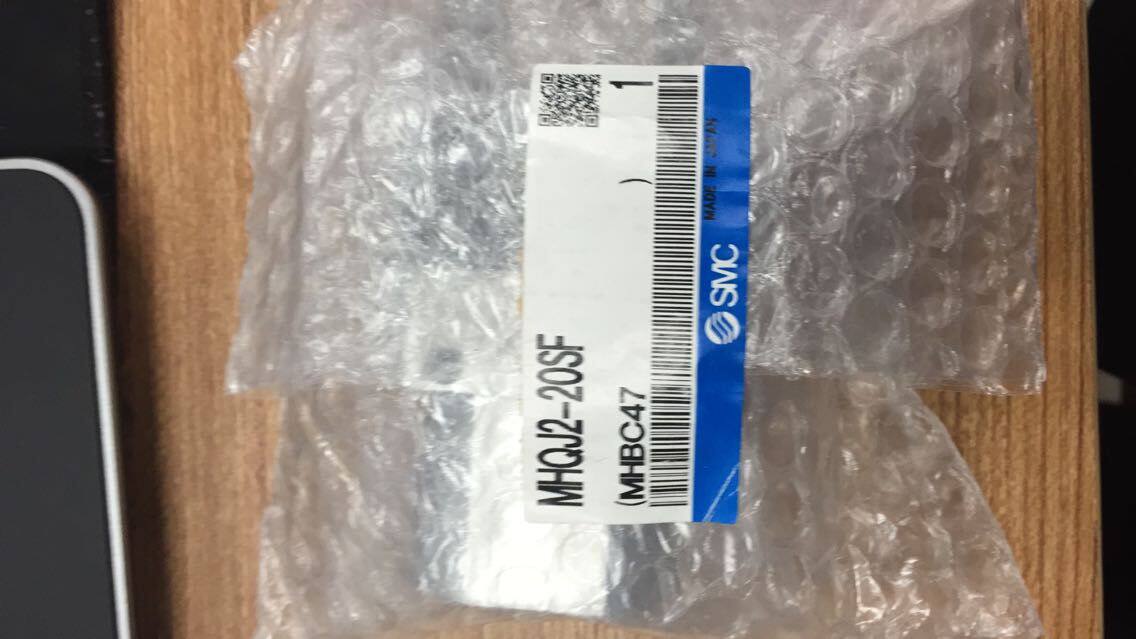 MHQJ2-20SF
1
(MHBC47 )
SMC
MADE IN JAPAN